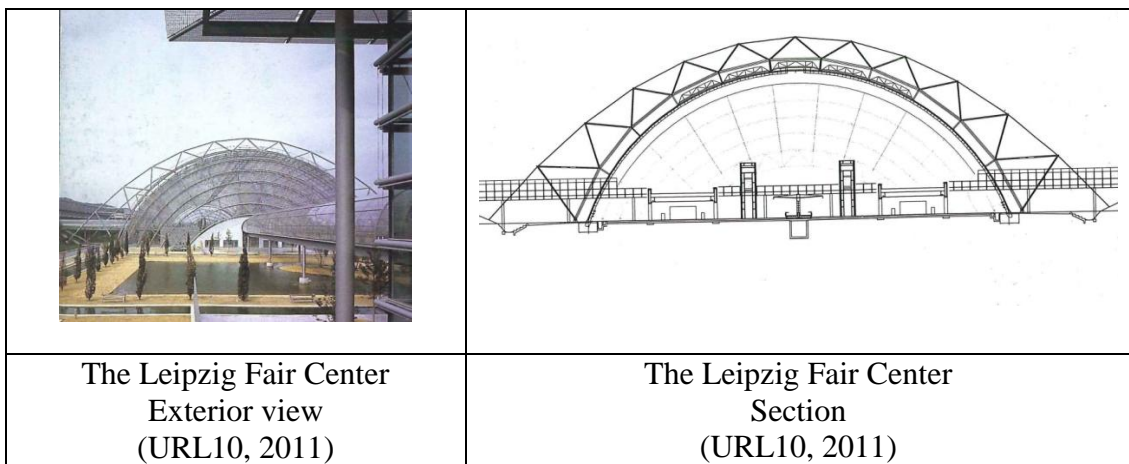 The Leipzig Fair Center
Exterior view
(URL10, 2011)
The Leipzig Fair Center
Section
(URL10, 2011)